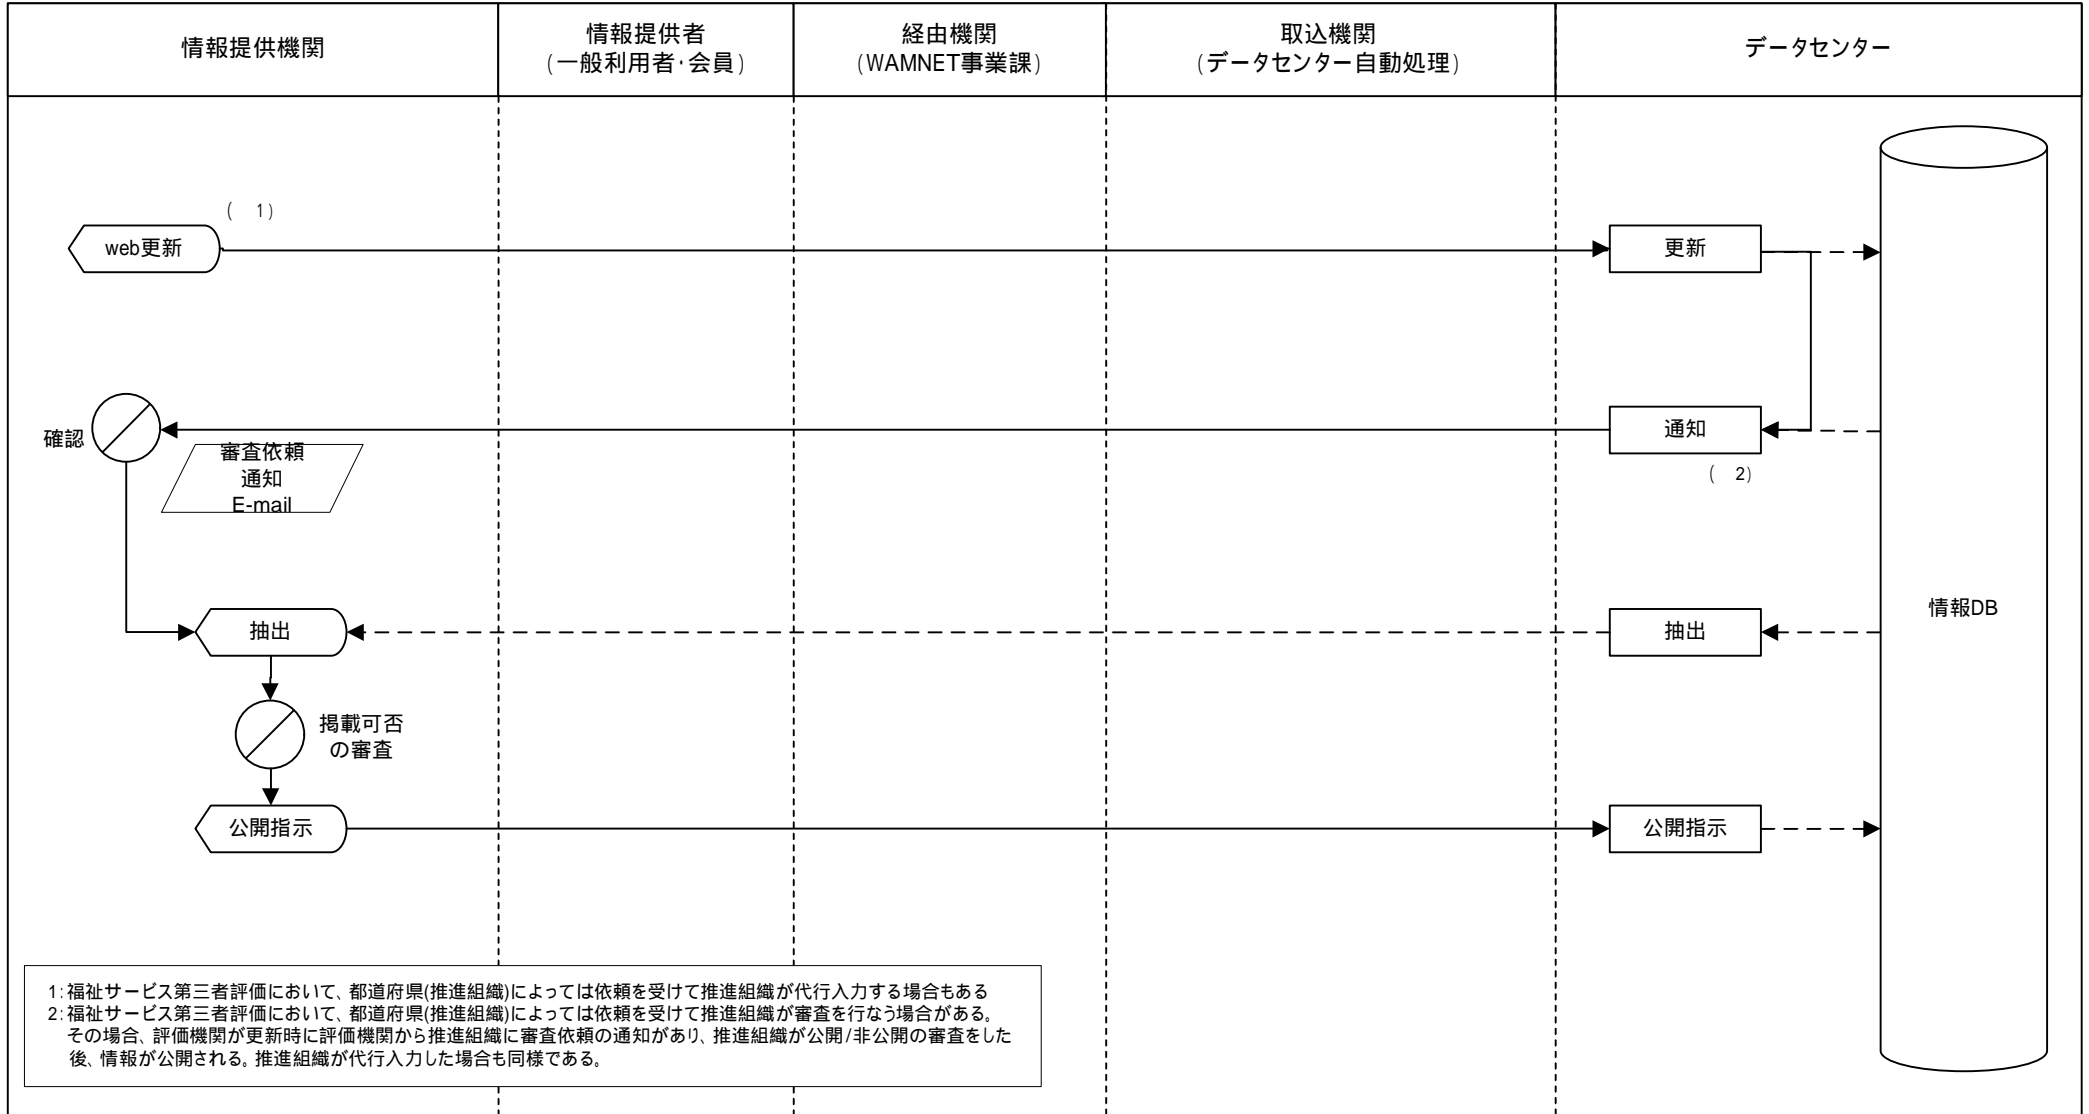 情報提供機関
情報提供者
(一般利用者・会員)
経由機関
(WAMNET事業課)
取込機関
(データセンター自動処理)
データセンター
( 1)
web更新
更新
確認
審査依頼
通知
E-mail
通知
( 2)
抽出
抽出
情報DB
掲載可否
の審査
公開指示
公開指示
1:福祉サービス第三者評価において、都道府県(推進組織)によっては依頼を受けて推進組織が代行入力する場合もある
2:福祉サービス第三者評価において、都道府県(推進組織)によっては依頼を受けて推進組織が審査を行なう場合がある。
その場合、評価機関が更新時に評価機関から推進組織に審査依頼の通知があり、推進組織が公開/非公開の審査をした
後、情報が公開される。推進組織が代行入力した場合も同様である。